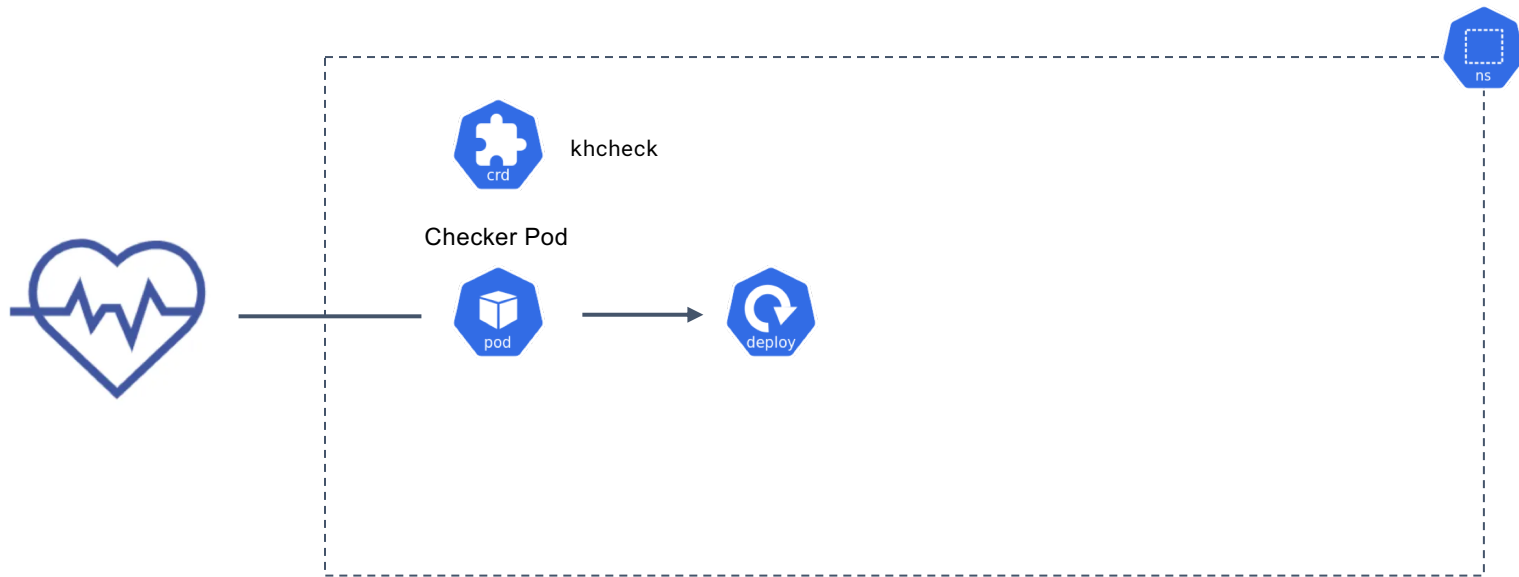 ns
crd
khcheck
Checker Pod
pod
deploy